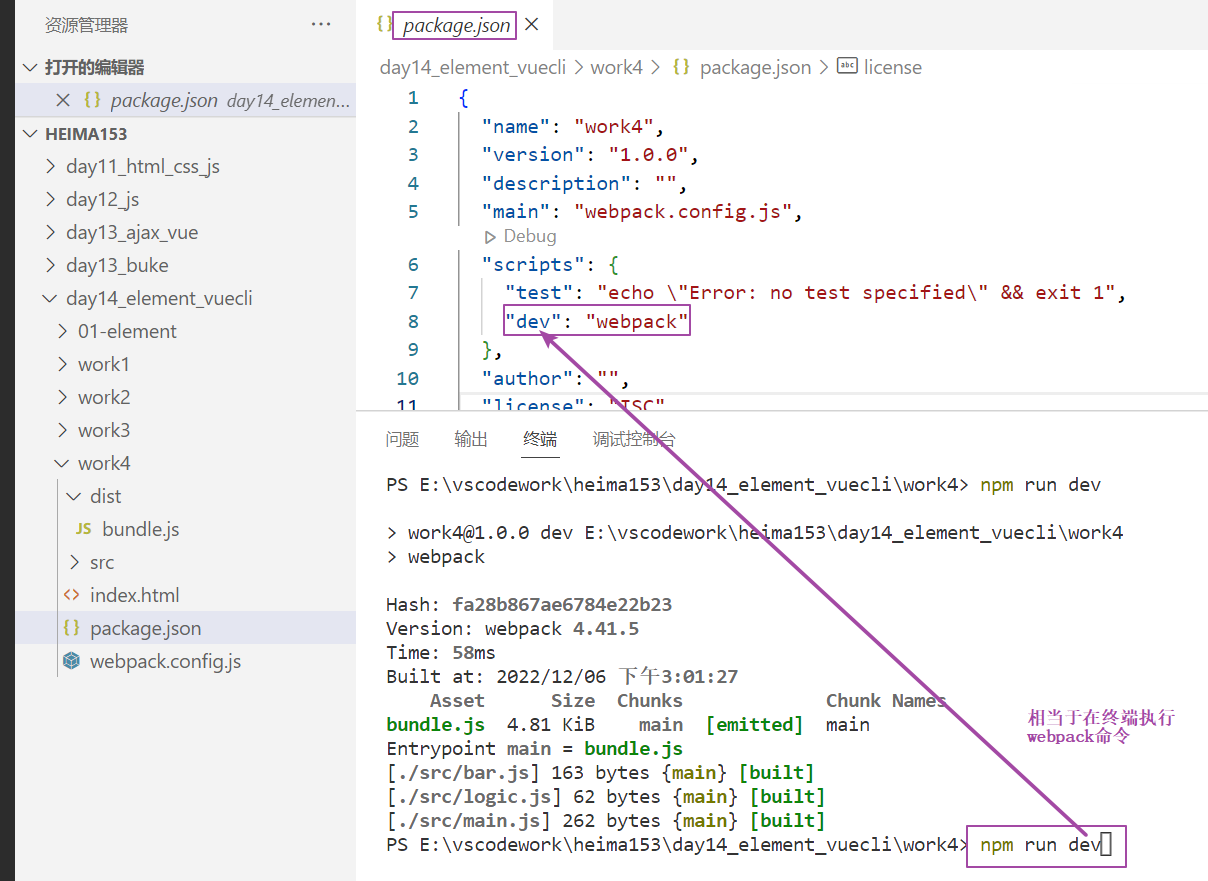 资源管理器 ···
打开的编辑器
package.json day14_elemen...
HEIMA153
day11_html_css_js
day12_js
day13_ajax_vue
day13_buke
day14_element_vuecli
01-element
work1
work2
work3
work4
dist
JS bundle.js
src
<> index.html
{} package.json
webpack.config.js
{} package.json
day14_element_vuecli > work4 > {} package.json > abc license
1 {
2 "name": "work4",
3 "version": "1.0.0",
4 "description": "",
5 "main": "webpack.config.js",
Debug
6 "scripts": {
7 "test": "echo \"Error: no test specified\" && exit 1",
8 "dev": "webpack"
9 },
10 "author": "",
11 "license": "ISC"
问题 输出 终端 调试控制台
PS E:\vscodework\heima153\day14_element_vuecli\work4> npm run dev
> work4@1.0.0 dev E:\vscodework\heima153\day14_element_vuecli\work4
> webpack
Hash: fa28b867ae6784e22b23
Version: webpack 4.41.5
Time: 58ms
Built at: 2022/12/06 下午3:01:27
Asset Size Chunks Chunk Names
bundle.js 4.81 KiB main [emitted] main
Entrypoint main = bundle.js
[./src/bar.js] 163 bytes {main} [built]
[./src/logic.js] 62 bytes {main} [built]
[./src/main.js] 262 bytes {main} [built]
PS E:\vscodework\heima153\day14_element_vuecli\work4> npm run dev
相当于在终端执行
webpack命令